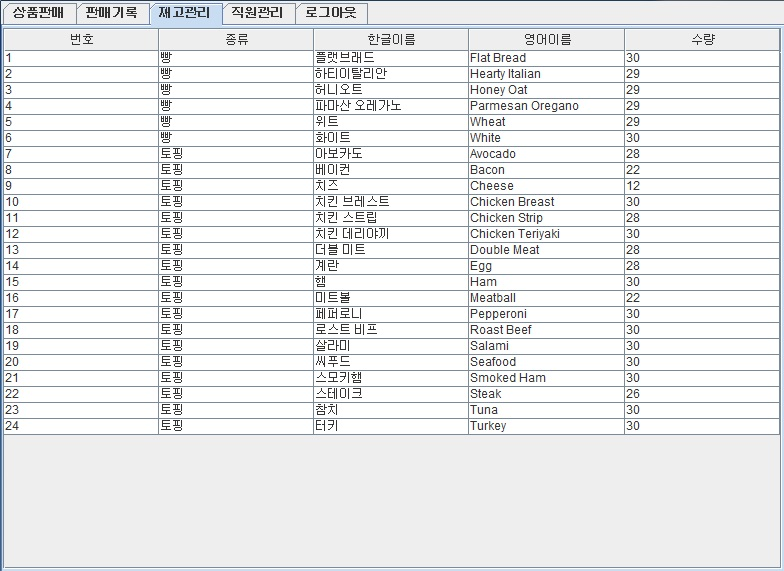 상품판매 판매기록 재고관리 직원관리 로그아웃
번호 종류 한글이름 영어이름 수량
1 빵 플랫브래드 Flat Bread 30
2 빵 하티이탈리안 Hearty Italian 29
3 빵 허니오트 Honey Oat 29
4 빵 파마산 오레가노 Parmesan Oregano 29
5 빵 위트 Wheat 29
6 빵 화이트 White 30
7 토핑 아보카도 Avocado 28
8 토핑 베이컨 Bacon 22
9 토핑 치즈 Cheese 12
10 토핑 치킨 브레스트 Chicken Breast 30
11 토핑 치킨 스트립 Chicken Strip 28
12 토핑 치킨 데리야끼 Chicken Teriyaki 30
13 토핑 더블 미트 Double Meat 28
14 토핑 계란 Egg 28
15 토핑 햄 Ham 30
16 토핑 미트볼 Meatball 22
17 토핑 페퍼로니 Pepperoni 30
18 토핑 로스트 비프 Roast Beef 30
19 토핑 살라미 Salami 30
20 토핑 씨푸드 Seafood 30
21 토핑 스모키햄 Smoked Ham 30
22 토핑 스테이크 Steak 26
23 토핑 참치 Tuna 30
24 토핑 터키 Turkey 30